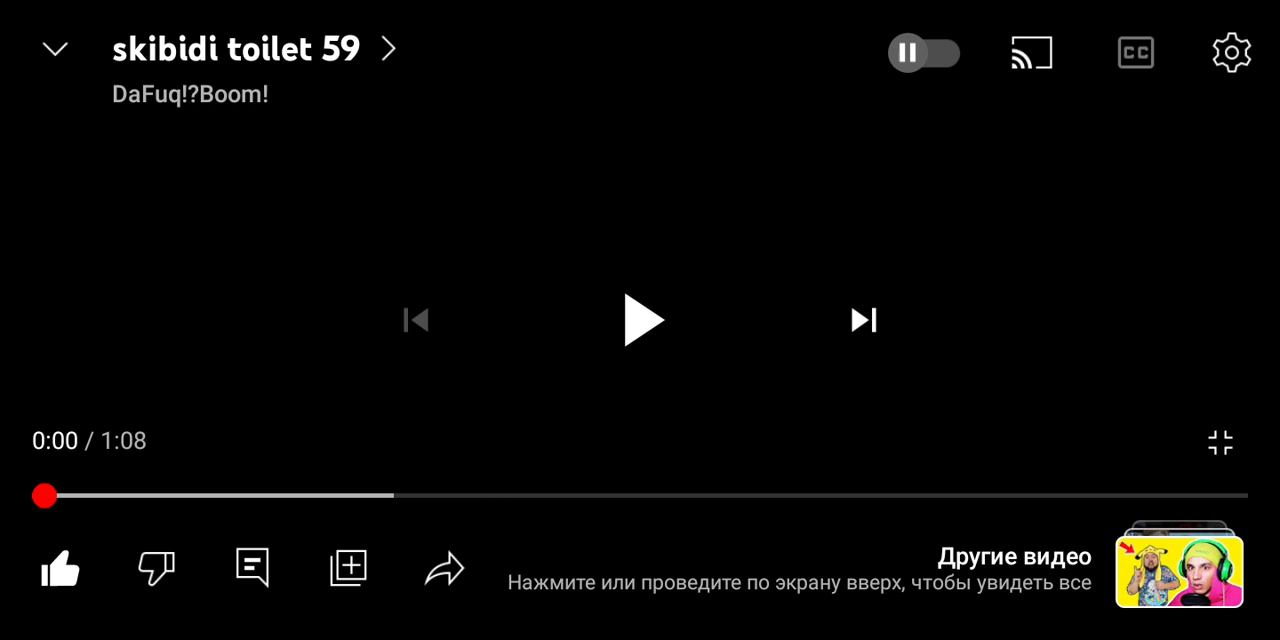 skibidi toilet 59
DaFuq!?Boom!
CC
0:00 / 1:08
Другие видео
Нажмите или проведите по экрану вверх, чтобы увидеть все